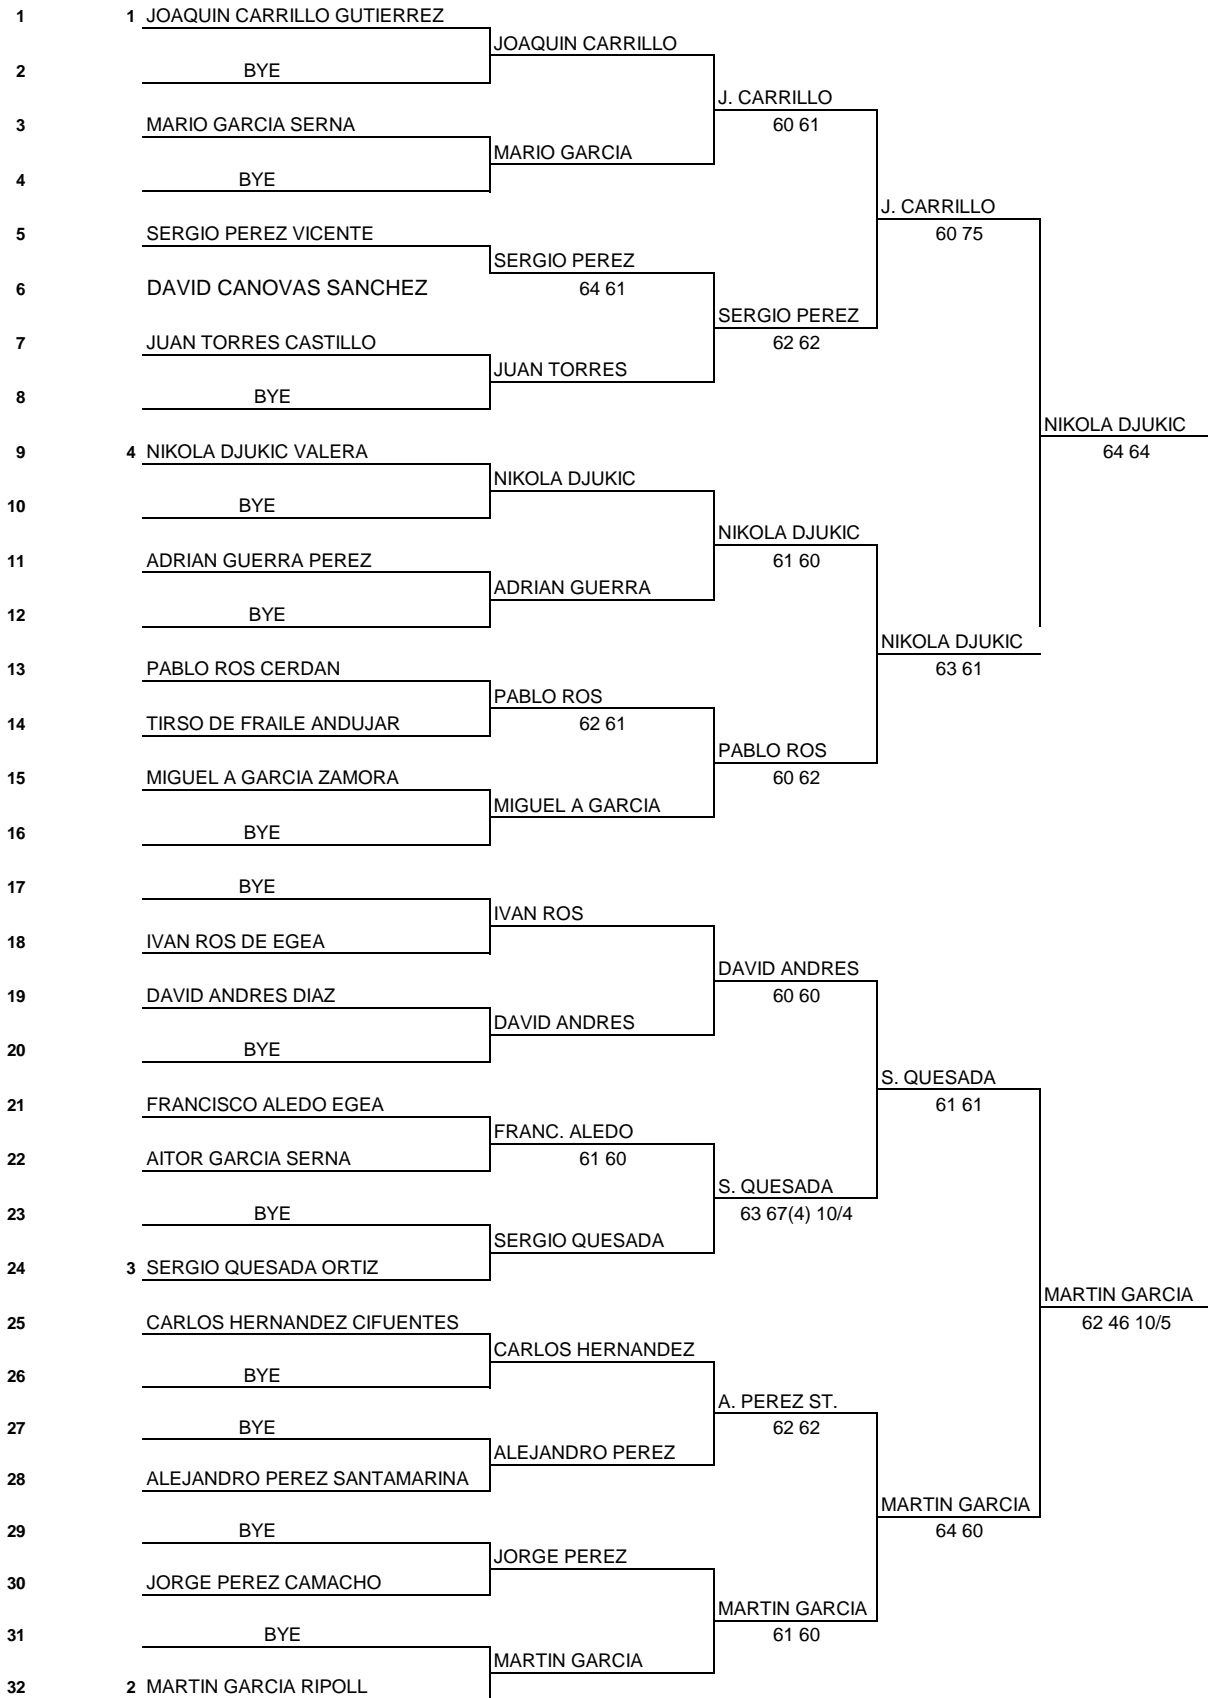 1 1 JOAQUIN CARRILLO GUTIERREZ
JOAQUIN CARRILLO
2 BYE
J. CARRILLO
3 MARIO GARCIA SERNA 60 61
MARIO GARCIA
4 BYE
J. CARRILLO
5 SERGIO PEREZ VICENTE 60 75
SERGIO PEREZ
6 DAVID CANOVAS SANCHEZ 64 61
SERGIO PEREZ
7 JUAN TORRES CASTILLO 62 62
JUAN TORRES
8 BYE
NIKOLA DJUKIC
9 4 NIKOLA DJUKIC VALERA 64 64
NIKOLA DJUKIC
10 BYE
NIKOLA DJUKIC
11 ADRIAN GUERRA PEREZ 61 60
ADRIAN GUERRA
12 BYE
NIKOLA DJUKIC
13 PABLO ROS CERDAN 63 61
PABLO ROS
14 TIRSO DE FRAILE ANDUJAR 62 61
PABLO ROS
15 MIGUEL A GARCIA ZAMORA 60 62
MIGUEL A GARCIA
16 BYE
17 BYE
IVAN ROS
18 IVAN ROS DE EGEA
DAVID ANDRES
19 DAVID ANDRES DIAZ 60 60
DAVID ANDRES
20 BYE
S. QUESADA
21 FRANCISCO ALEDO EGEA 61 61
FRANC. ALEDO
22 AITOR GARCIA SERNA 61 60
S. QUESADA
23 BYE 63 67(4) 10/4
SERGIO QUESADA
24 3 SERGIO QUESADA ORTIZ
MARTIN GARCIA
25 CARLOS HERNANDEZ CIFUENTES 62 46 10/5
CARLOS HERNANDEZ
26 BYE
A. PEREZ ST.
27 BYE 62 62
ALEJANDRO PEREZ
28 ALEJANDRO PEREZ SANTAMARINA
MARTIN GARCIA
29 BYE 64 60
JORGE PEREZ
30 JORGE PEREZ CAMACHO
MARTIN GARCIA
31 BYE 61 60
MARTIN GARCIA
32 2 MARTIN GARCIA RIPOLL